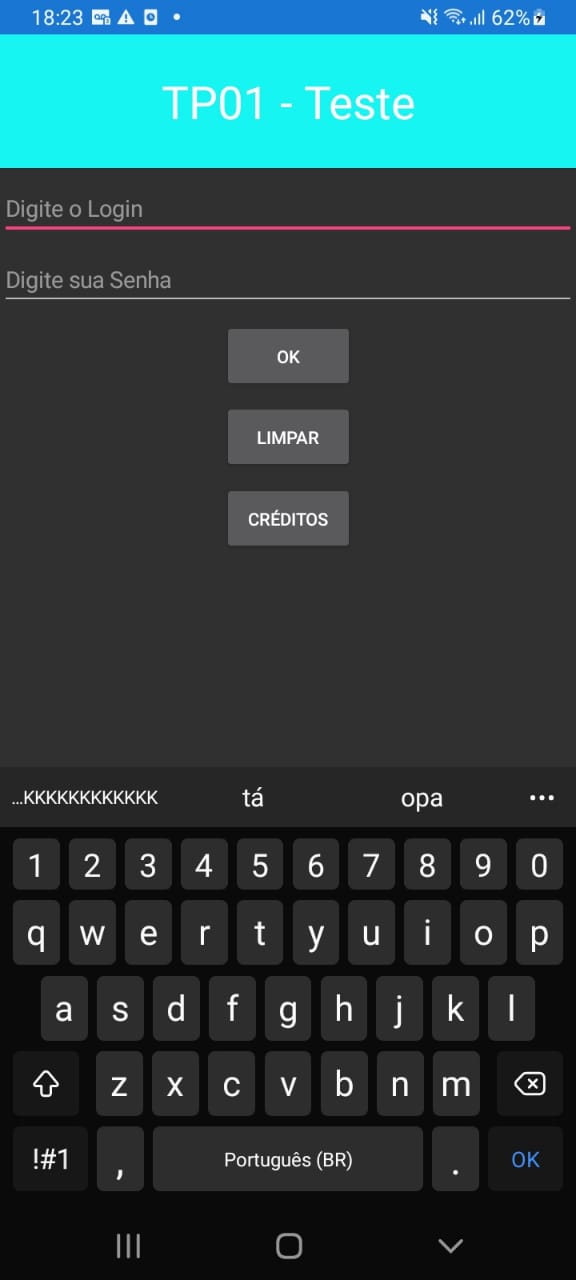 18:23 62%
TP01 - Teste
Digite o Login
Digite sua Senha
OK
LIMPAR
CRÉDITOS
...KKKKKKKKKKKK tá opa
1 2 3 4 5 6 7 8 9 0
q w e r t y u i o p
a s d f g h j k l
z x c v b n m
!#1 , Português (BR) . OK